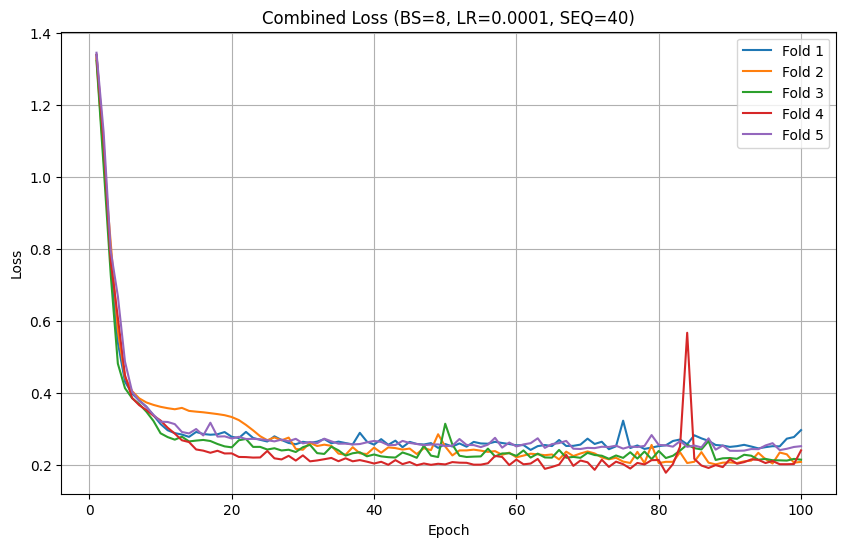 Combined Loss (BS=8, LR=0.0001, SEQ=40)
Fold 1
Fold 2
Fold 3
Fold 4
Fold 5
1.4
1.2
1.0
0.8
0.6
0.4
0.2
Loss
0 20 40 60 80 100
Epoch